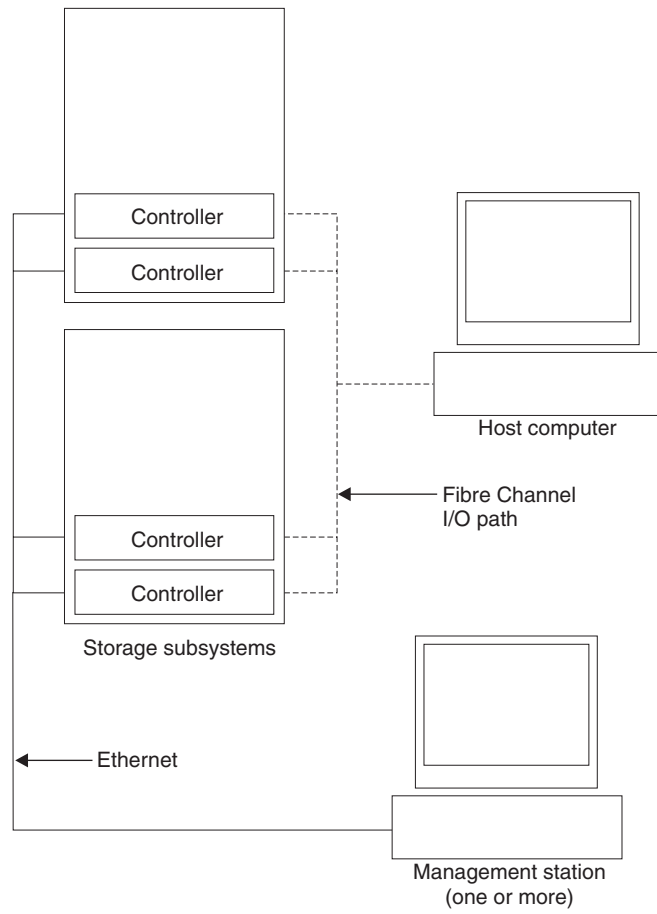 Controller
Controller
Host computer
Fibre Channel
I/O path
Controller
Controller
Storage subsystems
Ethernet
Management station
(one or more)